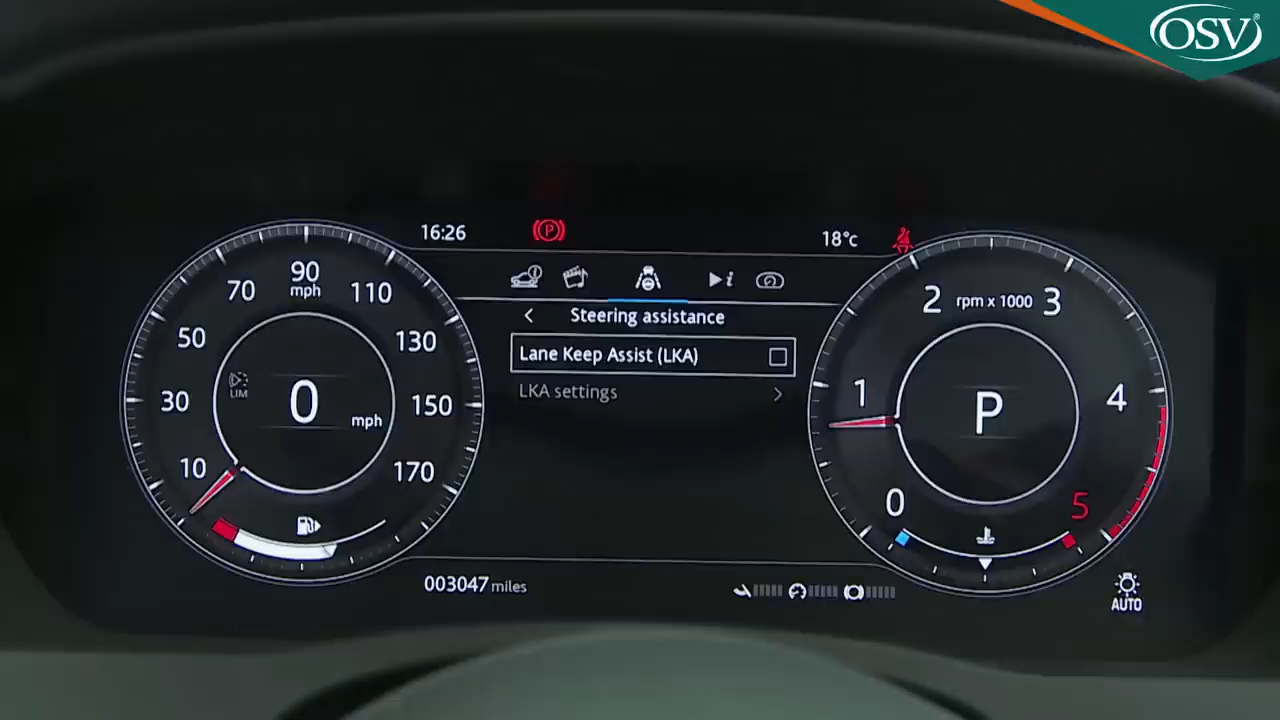 OSV®
16:26
18°c
Steering assistance
Lane Keep Assist (LKA)
LKA settings
10
30
50
70
90
mph
110
130
150
170
LIM
0
mph
0
1
2
rpm x 1000
3
4
5
P
003047 miles
AUTO